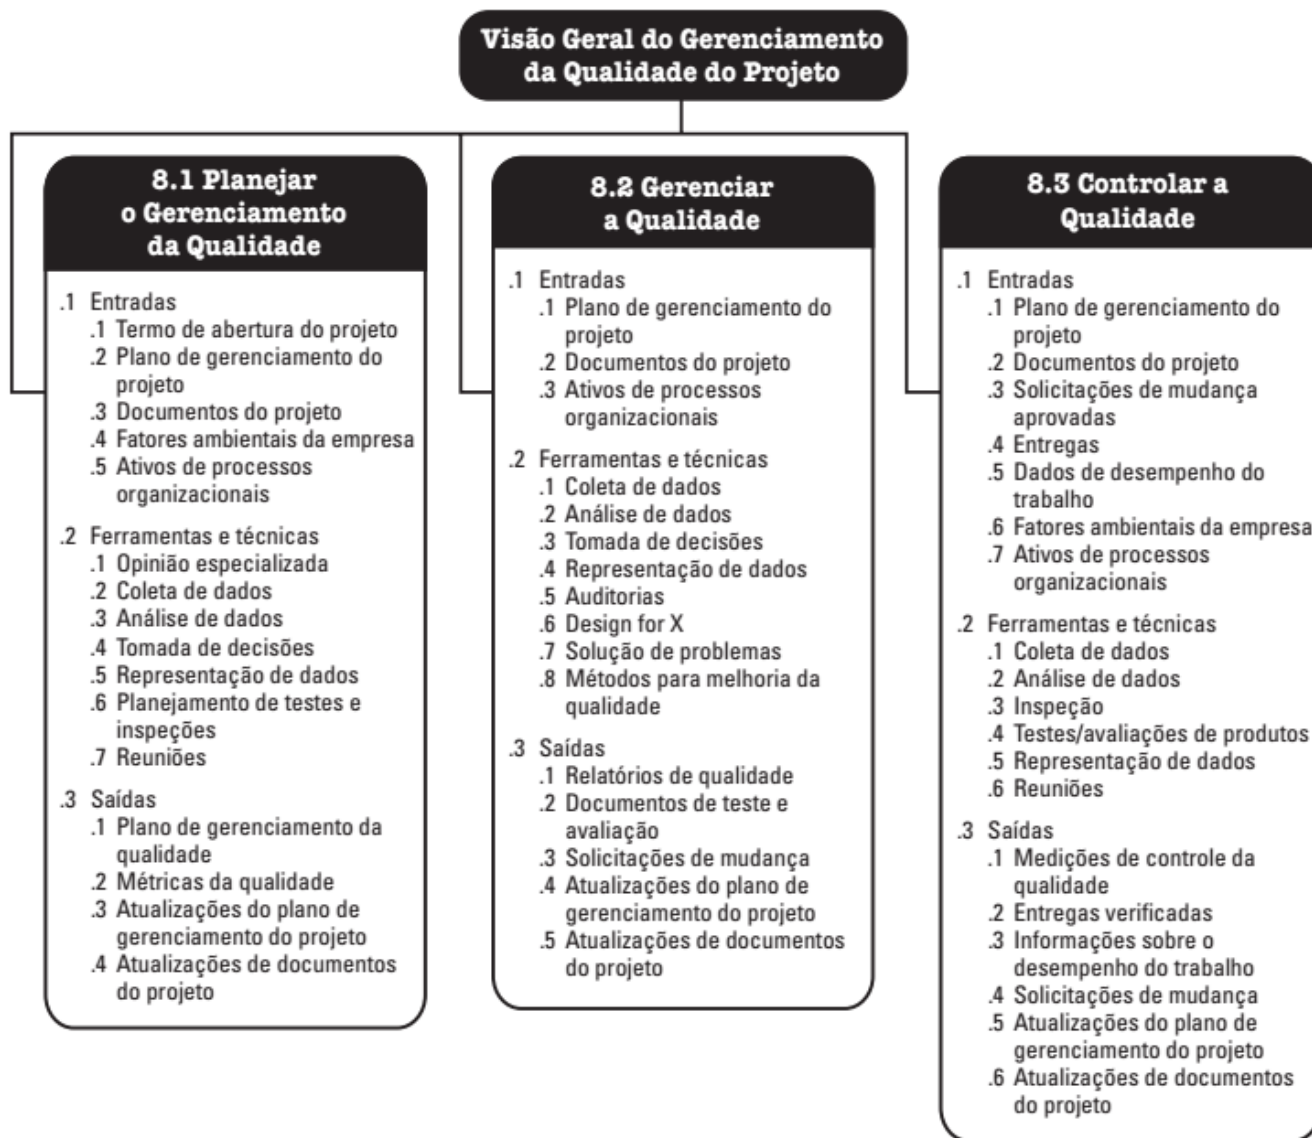 Visão Geral do Gerenciamento
da Qualidade do Projeto
8.1 Planejar
o Gerenciamento
da Qualidade
.1 Entradas
.1 Termo de abertura do projeto
.2 Plano de gerenciamento do
projeto
.3 Documentos do projeto
.4 Fatores ambientais da empresa
.5 Ativos de processos
organizacionais
.2 Ferramentas e técnicas
.1 Opinião especializada
.2 Coleta de dados
.3 Análise de dados
.4 Tomada de decisões
.5 Representação de dados
.6 Planejamento de testes e
inspeções
.7 Reuniões
.3 Saídas
.1 Plano de gerenciamento da
qualidade
.2 Métricas da qualidade
.3 Atualizações do plano de
gerenciamento do projeto
.4 Atualizações de documentos
do projeto
8.2 Gerenciar
a Qualidade
.1 Entradas
.1 Plano de gerenciamento do
projeto
.2 Documentos do projeto
.3 Ativos de processos
organizacionais
.2 Ferramentas e técnicas
.1 Coleta de dados
.2 Análise de dados
.3 Tomada de decisões
.4 Representação de dados
.5 Auditorias
.6 Design for X
.7 Solução de problemas
.8 Métodos para melhoria da
qualidade
.3 Saídas
.1 Relatórios de qualidade
.2 Documentos de teste e
avaliação
.3 Solicitações de mudança
.4 Atualizações do plano de
gerenciamento do projeto
.5 Atualizações de documentos
do projeto
8.3 Controlar a
Qualidade
.1 Entradas
.1 Plano de gerenciamento do
projeto
.2 Documentos do projeto
.3 Solicitações de mudança
aprovadas
.4 Entregas
.5 Dados de desempenho do
trabalho
.6 Fatores ambientais da empresa
.7 Ativos de processos
organizacionais
.2 Ferramentas e técnicas
.1 Coleta de dados
.2 Análise de dados
.3 Inspeção
.4 Testes/avaliações de produtos
.5 Representação de dados
.6 Reuniões
.3 Saídas
.1 Medições de controle da
qualidade
.2 Entregas verificadas
.3 Informações sobre o
desempenho do trabalho
.4 Solicitações de mudança
.5 Atualizações do plano de
gerenciamento do projeto
.6 Atualizações de documentos
do projeto